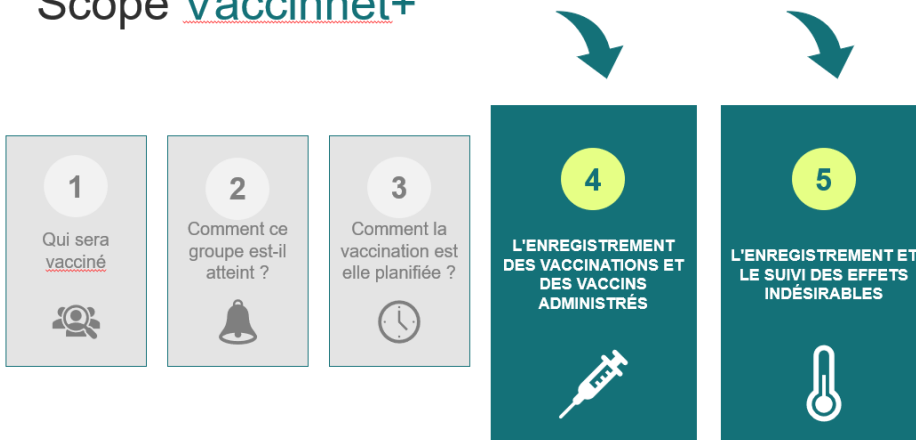 Scope Vaccinnet+
1
Qui sera
vacciné
2
Comment ce
groupe est-il
atteint ?
3
Comment la
vaccination est
elle planifiée ?
4
L'ENREGISTREMENT
DES VACCINATIONS ET
DES VACCINS
ADMINISTRÉS
5
L'ENREGISTREMENT ET
LE SUIVI DES EFFETS
INDÉSIRABLES